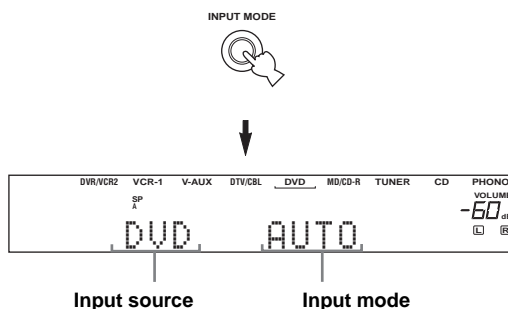 INPUT MODE
DVR/VCR2 VCR-1 V-AUX DTV/CBL DVD MD/CD-R TUNER CD PHONO
SP
A
VOLUME
-60 dB
L R
DVD AUTO
Input source Input mode